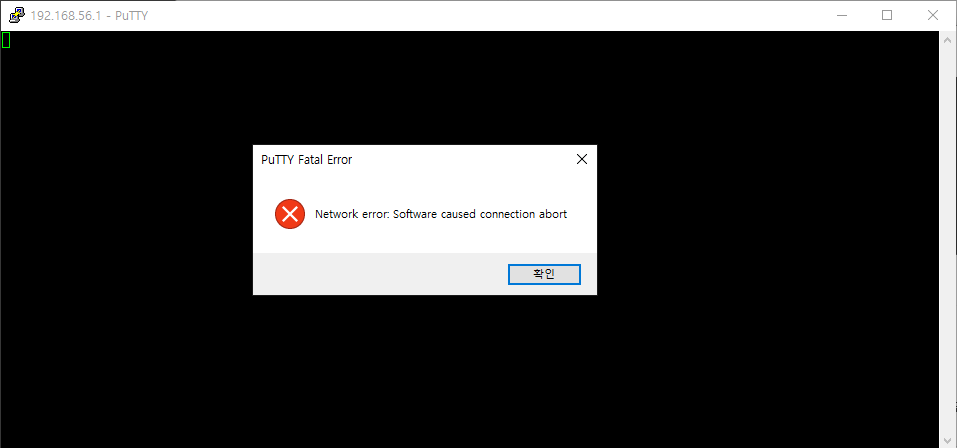 192.168.56.1 - PuTTY
PuTTY Fatal Error
Network error: Software caused connection abort
확인